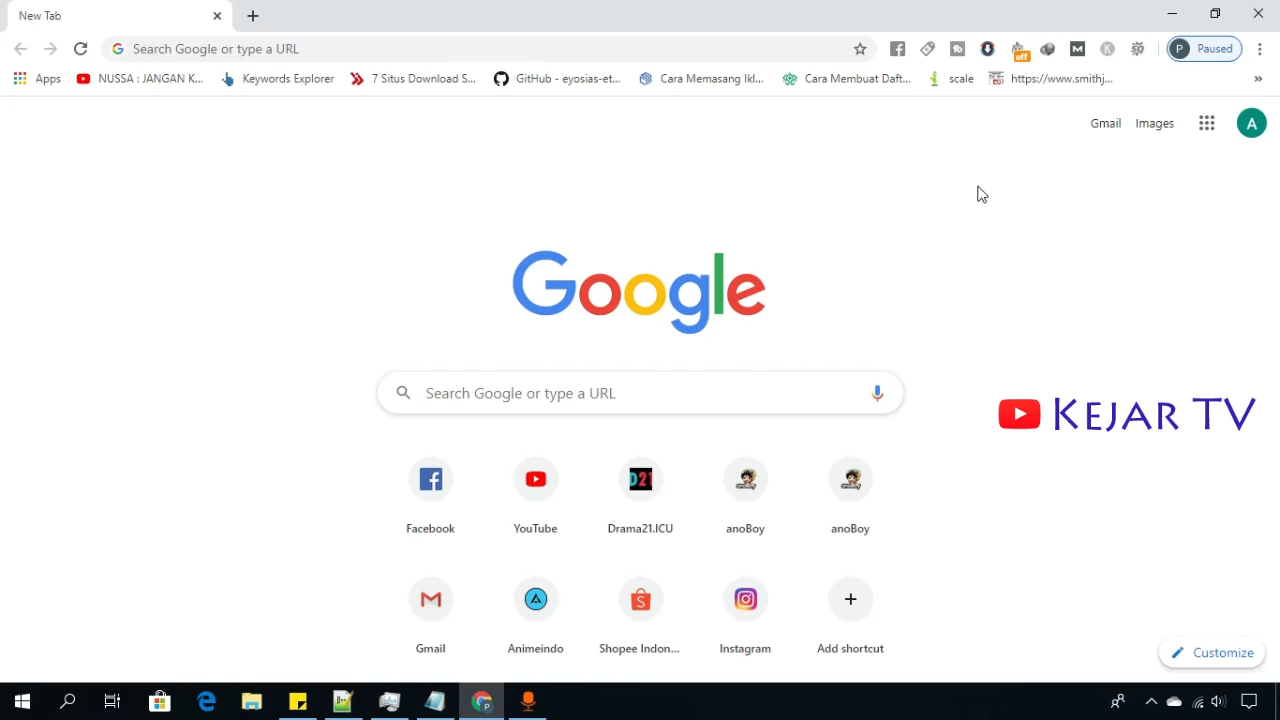 New Tab
Search Google or type a URL
off
P Paused
Apps
NUSSA : JANGAN K...
Keywords Explorer
7 Situs Download S...
GitHub - eyosias-et...
Cara Memasang Ikl...
Cara Membuat Daft...
scale
https://www.smithj...
»
Gmail Images
A
Google
Search Google or type a URL
KEJAR TV
D21
Facebook YouTube Drama21.ICU anoBoy anoBoy
Gmail Animeindo Shopee Indon... Instagram Add shortcut
Customize